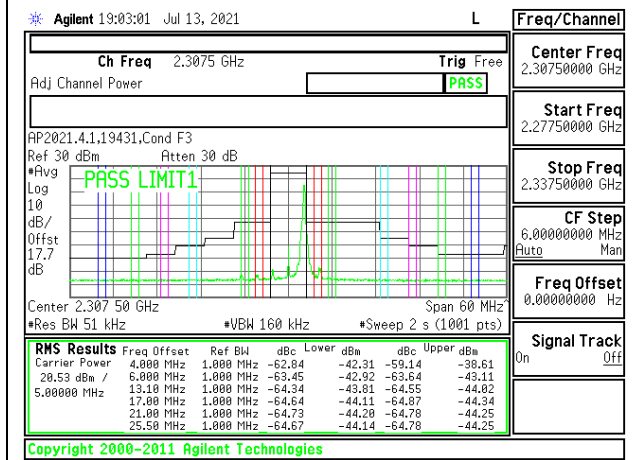 Agilent 19:03:01 Jul 13, 2021 L Freq/Channel
Ch Freq 2.3075 GHz Trig Free
Adj Channel Power PASS
Center Freq
2.30750000 GHz
Start Freq
2.27750000 GHz
AP2021.4.1,19431,Cond F3
Ref 30 dBm Atten 30 dB
#Avg
Log
10
dB/
Offst
17.7
dB
PASS LIMIT1
Stop Freq
2.33750000 GHz
CF Step
6.00000000 MHz
Auto Man
Freq Offset
0.00000000 Hz
Center 2.307 50 GHz Span 60 MHz^
#Res BW 51 kHz #VBW 160 kHz #Sweep 2 s (1001 pts)
Signal Track
On Off
RMS Results Freq Offset Ref BW dBc Lower dBm dBc Upper dBm
Carrier Power 4.000 MHz 1.000 MHz -62.84 -42.31 -59.14 -38.61
20.53 dBm / 6.000 MHz 1.000 MHz -63.45 -42.92 -63.64 -43.11
5.00000 MHz 13.10 MHz 1.000 MHz -64.34 -43.81 -64.55 -44.02
17.00 MHz 1.000 MHz -64.64 -44.11 -64.87 -44.34
21.00 MHz 1.000 MHz -64.73 -44.20 -64.78 -44.25
25.50 MHz 1.000 MHz -64.67 -44.14 -64.78 -44.25
Copyright 2000-2011 Agilent Technologies